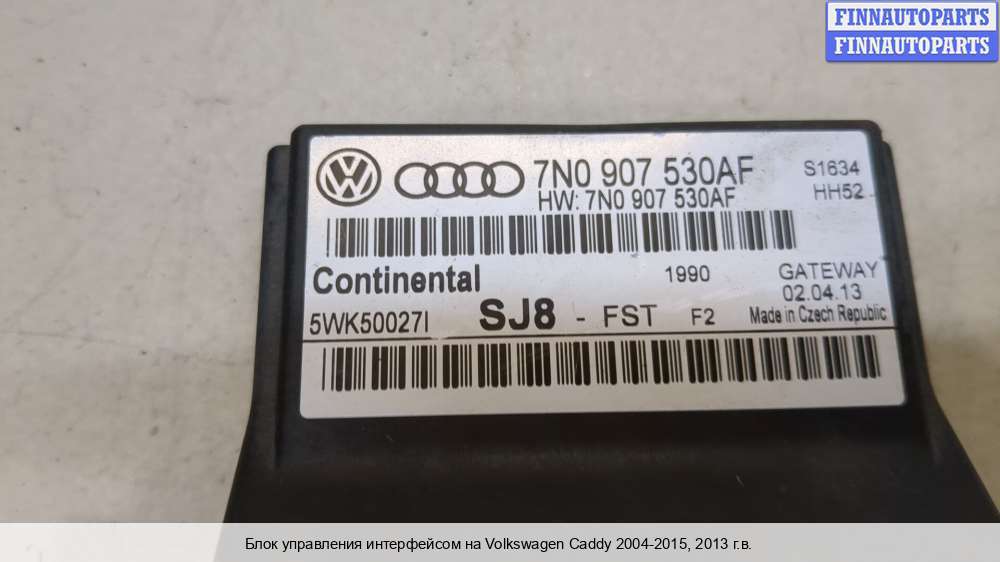 FINNAUTOPARTS
FINNAUTOPARTS
7N0 907 530AF
S1634
HW: 7N0 907 530AF
HH52
Continental
1990
GATEWAY
02.04.13
5WK50027I
SJ8 - FST F2
Made in Czech Republic
Блок управления интерфейсом на Volkswagen Caddy 2004-2015, 2013 г.в.